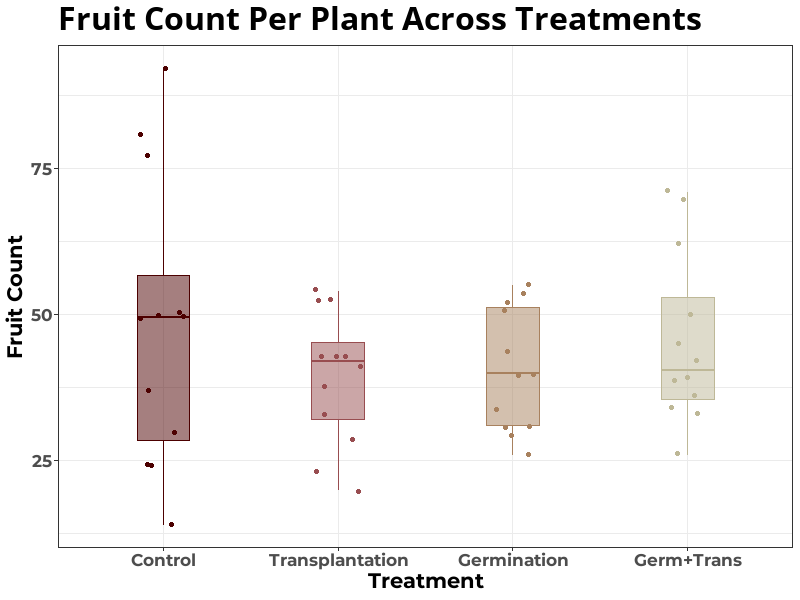 Fruit Count Per Plant Across Treatments
Fruit Count
75
50
25
Control Transplantation Germination Germ+Trans
Treatment